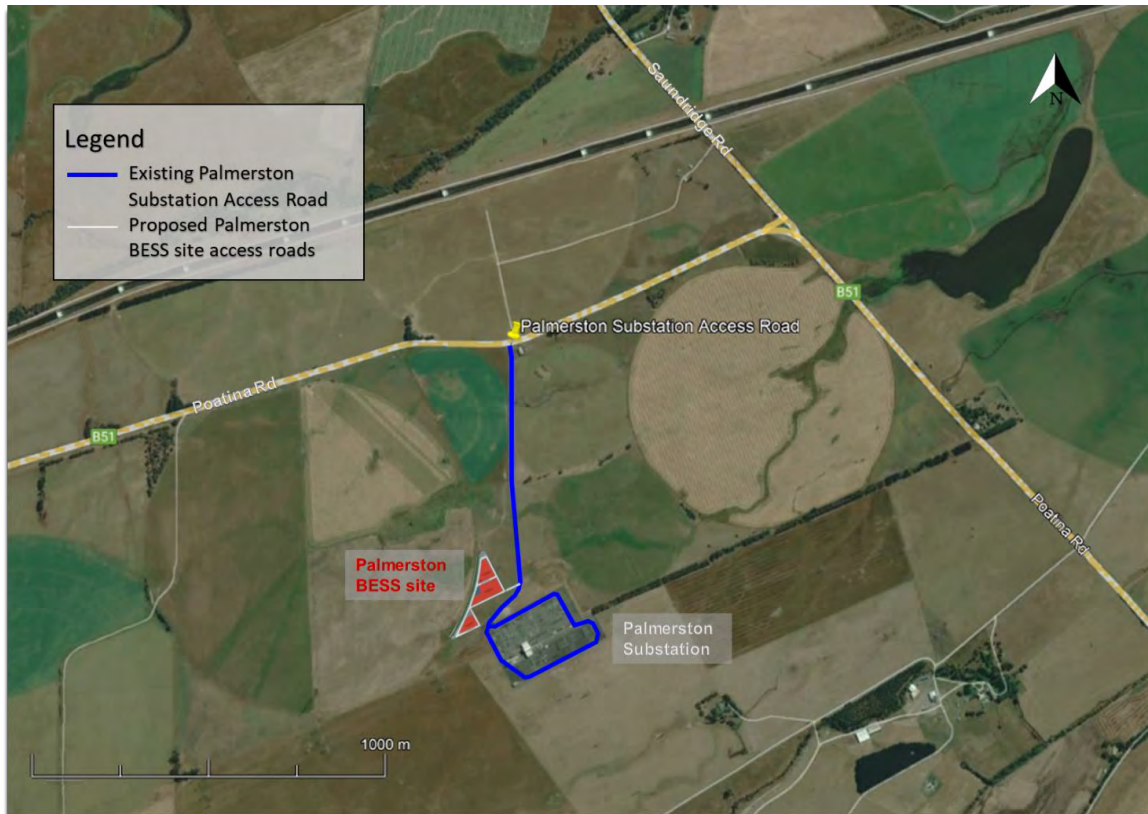 Saundridge Rd
N
Legend
Existing Palmerston
Substation Access Road
Proposed Palmerston
BESS site access roads
B51
Palmerston Substation Access Road
Poatina Rd
B51
Poatina Rd
Palmerston
BESS site
Palmerston
Substation
1000 m